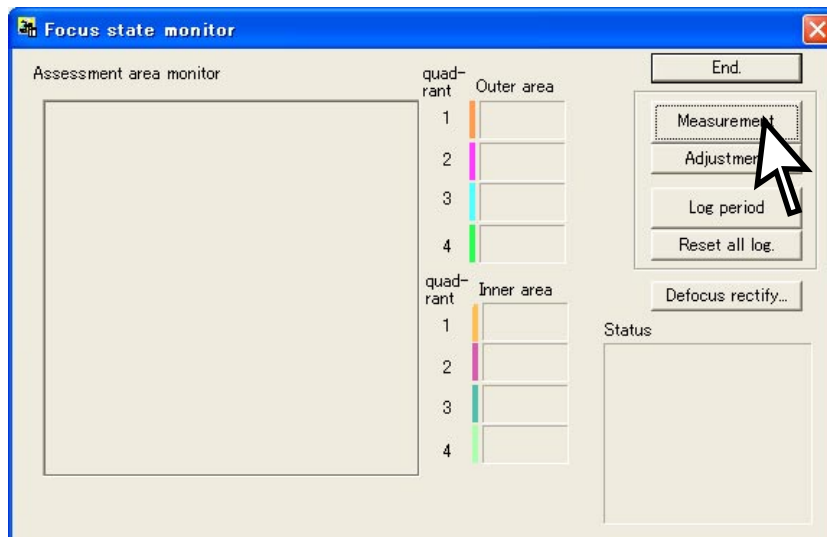 Focus state monitor
Assessment area monitor
quad-
rant
Outer area
1
2
3
4
quad-
rant
Inner area
1
2
3
4
End.
Measurement
Adjustmen
Log period
Reset all log.
Defocus rectify...
Status